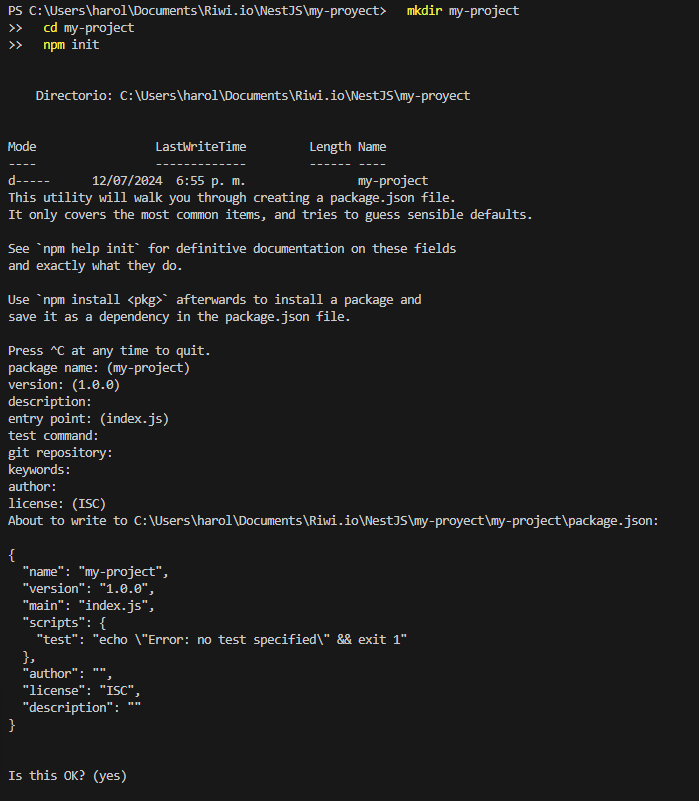 PS C:\Users\harol\Documents\Riwi.io\NestJS\my-proyect>   mkdir my-project
>>   cd my-project
>>   npm init
    Directorio: C:\Users\harol\Documents\Riwi.io\NestJS\my-proyect
Mode                 LastWriteTime         Length Name
----                 -------------         ------ ----
d-----      12/07/2024  6:55 p. m.                my-project
This utility will walk you through creating a package.json file.
It only covers the most common items, and tries to guess sensible defaults.
See `npm help init` for definitive documentation on these fields
and exactly what they do.
Use `npm install <pkg>` afterwards to install a package and
save it as a dependency in the package.json file.
Press ^C at any time to quit.
package name: (my-project)
version: (1.0.0)
description:
entry point: (index.js)
test command:
git repository:
keywords:
author:
license: (ISC)
About to write to C:\Users\harol\Documents\Riwi.io\NestJS\my-proyect\my-project\package.json:
{
  "name": "my-project",
  "version": "1.0.0",
  "main": "index.js",
  "scripts": {
    "test": "echo \"Error: no test specified\" && exit 1"
  },
  "author": "",
  "license": "ISC",
  "description": ""
}
Is this OK? (yes)